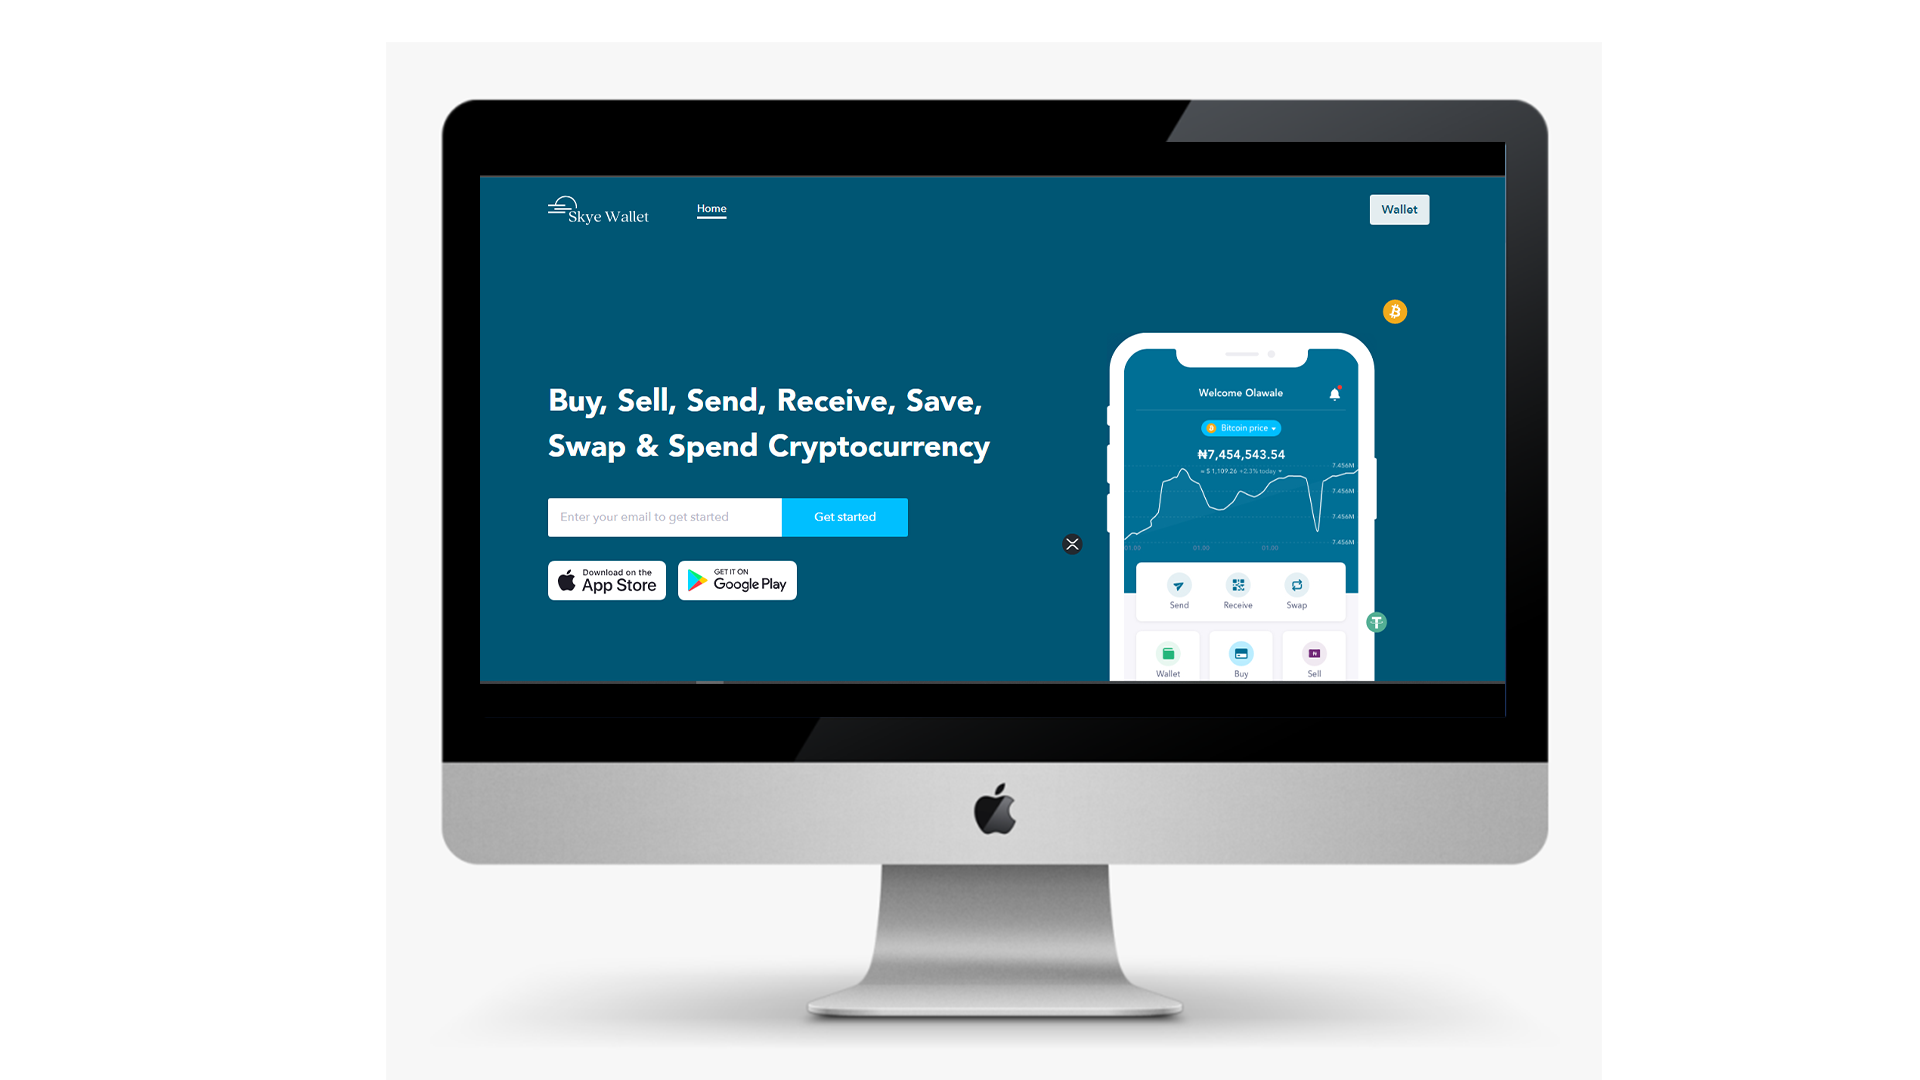 Skye Wallet
Home
Wallet
Buy, Sell, Send, Receive, Save,
Swap & Spend Cryptocurrency
Enter your email to get started
Get started
Download on the
App Store
GET IT ON
Google Play
Welcome Olawale
Bitcoin price
₦7,454,543.54
≈ $ 1,109.26 +2.3% today
7.456M
7.456M
7.456M
7.456M
01.00 01.00 01.00
Send Receive Swap
Wallet Buy Sell